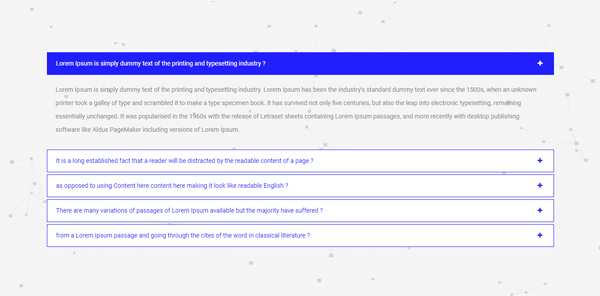 Lorem Ipsum is simply dummy text of the printing and typesetting industry ?
Lorem Ipsum is simply dummy text of the printing and typesetting industry. Lorem Ipsum has been the industry's standard dummy text ever since the 1500s, when an unknown
printer took a galley of type and scrambled it to make a type specimen book. It has survived not only five centuries, but also the leap into electronic typesetting, remaining
essentially unchanged. It was popularised in the 1960s with the release of Letraset sheets containing Lorem Ipsum passages, and more recently with desktop publishing
software like Aldus PageMaker including versions of Lorem Ipsum.
It is a long established fact that a reader will be distracted by the readable content of a page ?
as opposed to using Content here content here making it look like readable English ?
There are many variations of passages of Lorem Ipsum available but the majority have suffered ?
from a Lorem Ipsum passage and going through the cites of the word in classical literature ?